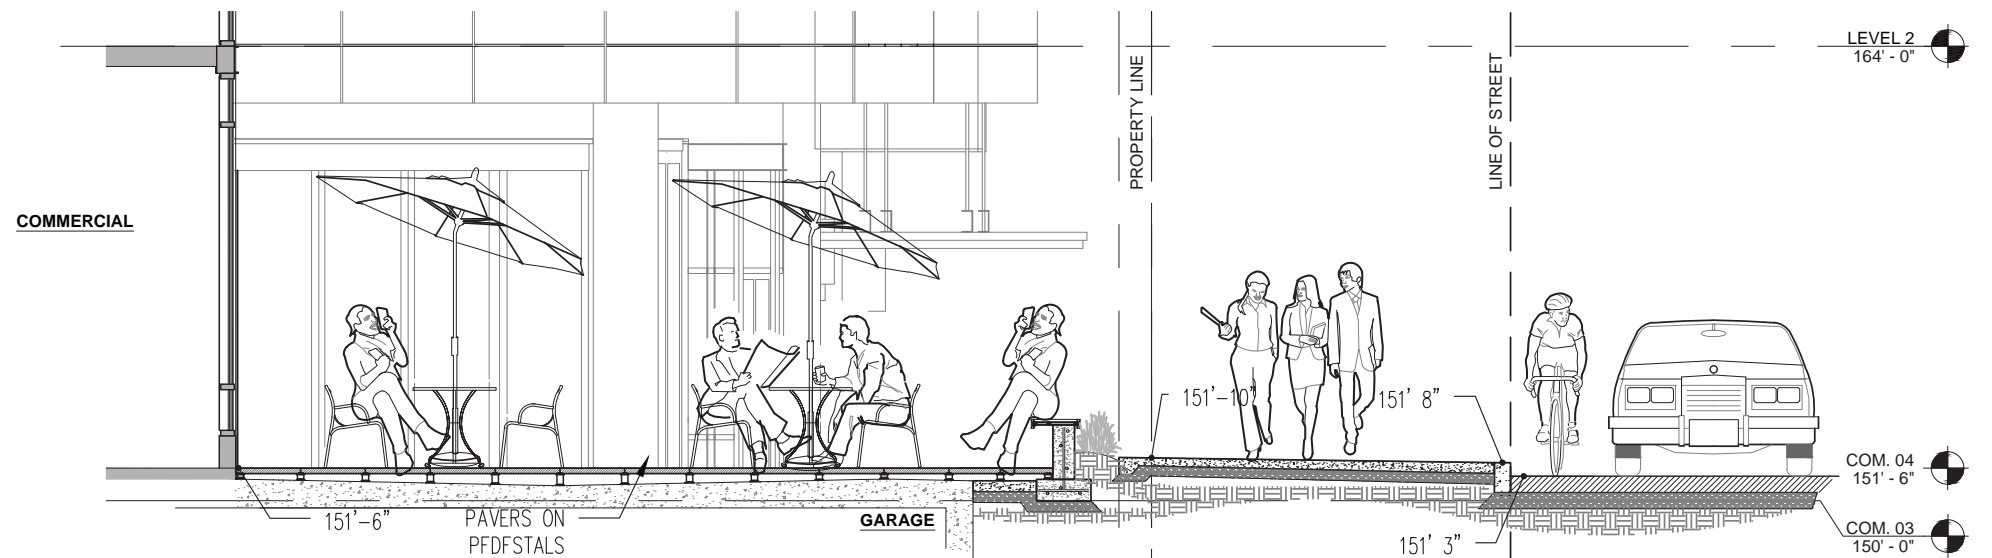 LEVEL 2
164' - 0"
PROPERTY LINE
LINE OF STREET
COMMERCIAL
151'-10"
151' 8"
COM. 04
151' - 6"
151'-6"
PAVERS ON
PFDFSTALS
GARAGE
151' 3"
COM. 03
150' - 0"